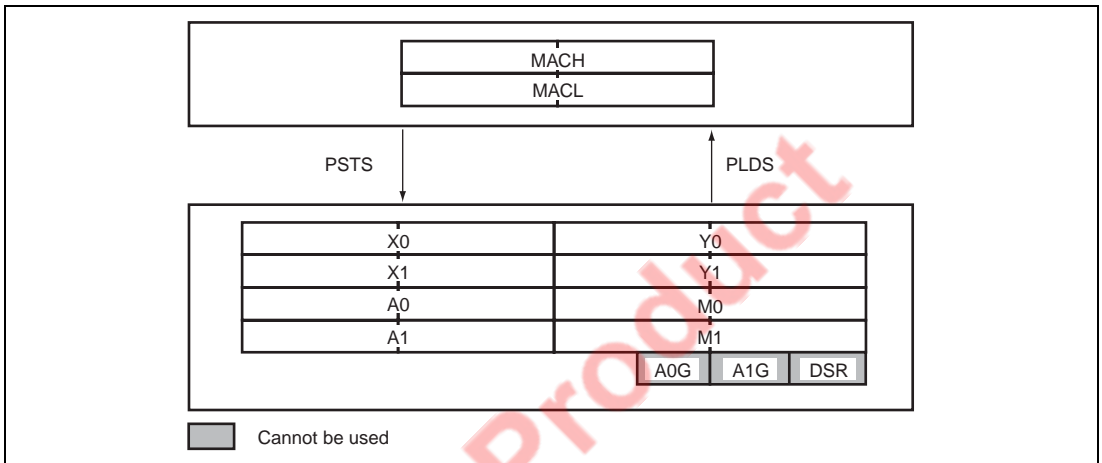 MACH
MACL
PSTS PLDS
X0 Y0
X1 Y1
A0 M0
A1 M1
A0G A1G DSR
Cannot be used
Product